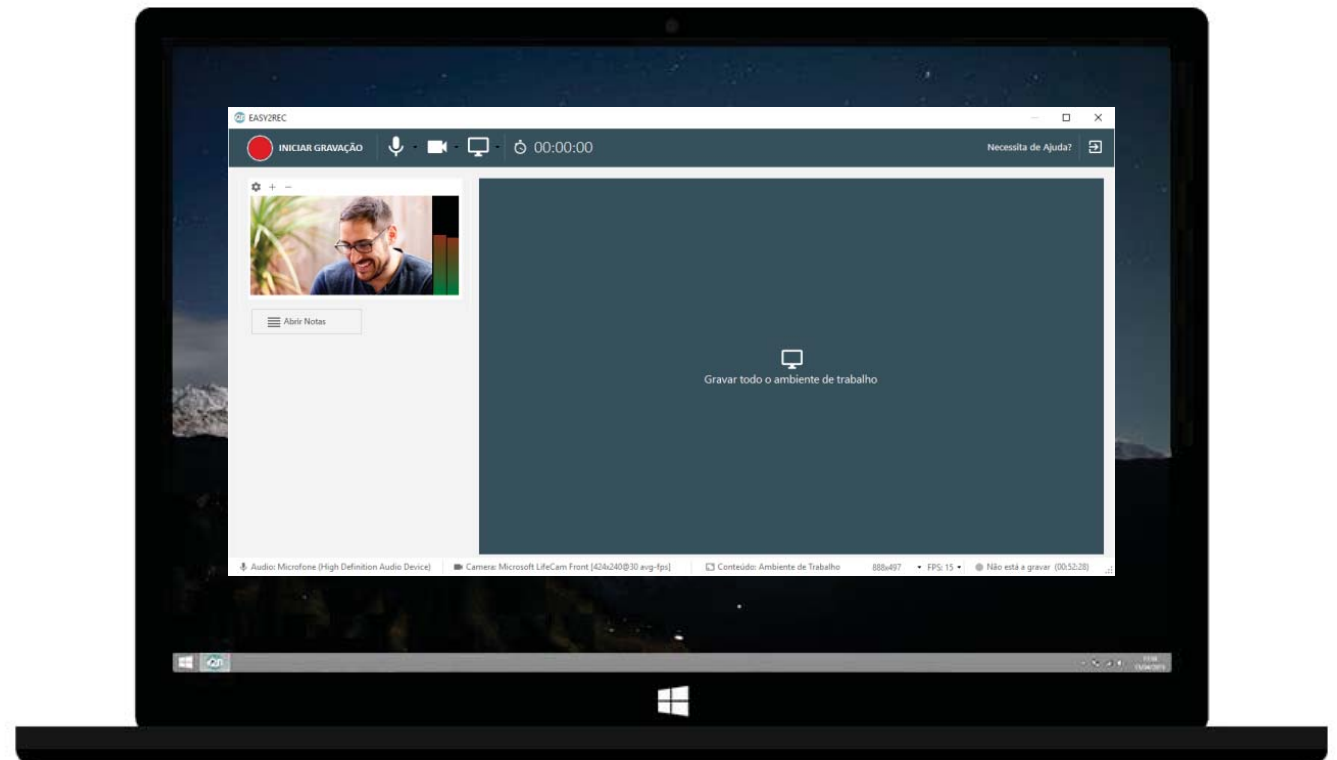 EASY2REC
INICIAR GRAVAÇÃO
00:00:00
Necessita de Ajuda?
Abrir Notas
Gravar todo o ambiente de trabalho
Audio: Microfone (High Definition Audio Device)
Camera: Microsoft LifeCam Front [424x240@30 avg-fps]
Conteúdo: Ambiente de Trabalho
888x497
FPS: 15
Não está a gravar (00:52:28)